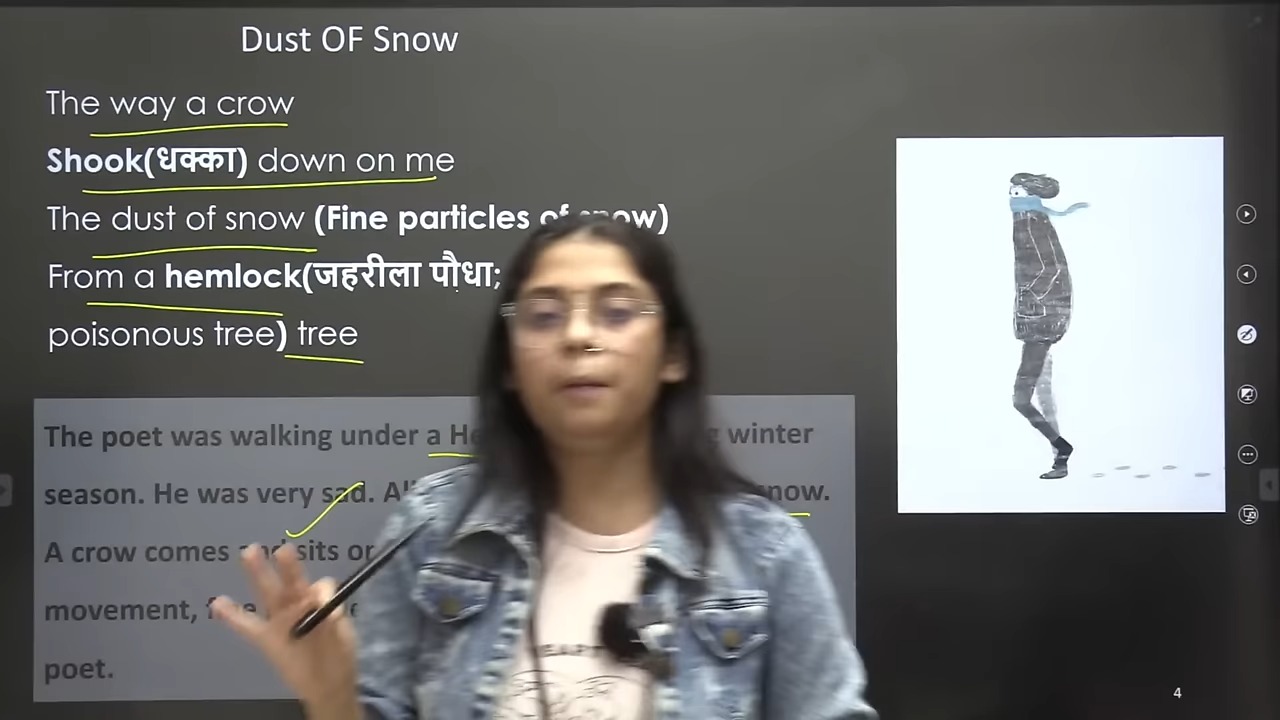 Dust OF Snow
The way a crow
Shook(धक्का) down on me
The dust of snow (Fine particles of snow)
From a hemlock(जहरीला पौधा;
poisonous tree) tree
The poet was walking under a winter
season. He was very sad. snow.
A crow comes and sits
movement,
poet.
4